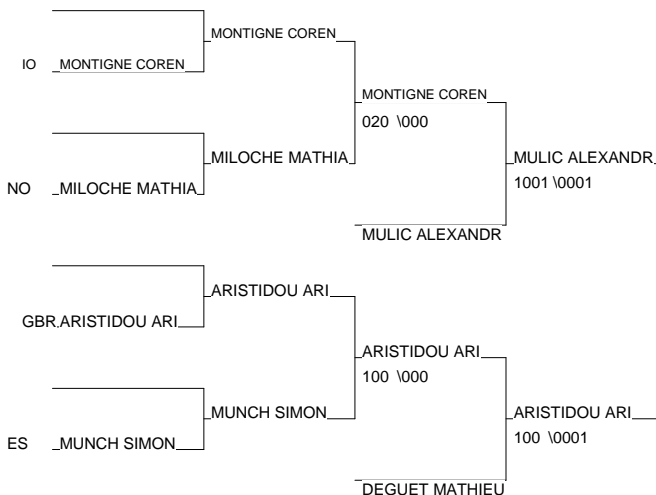 MONTIGNE COREN
IO MONTIGNE COREN
MONTIGNE COREN
020 \000
MILOCHE MATHIA
MULIC ALEXANDR
1001 \0001
NO MILOCHE MATHIA
MULIC ALEXANDR
ARISTIDOU ARI
GBR ARISTIDOU ARI
ARISTIDOU ARI
100 \000
MUNCH SIMON
ARISTIDOU ARI
100 \0001
ES MUNCH SIMON
DEGUET MATHIEU